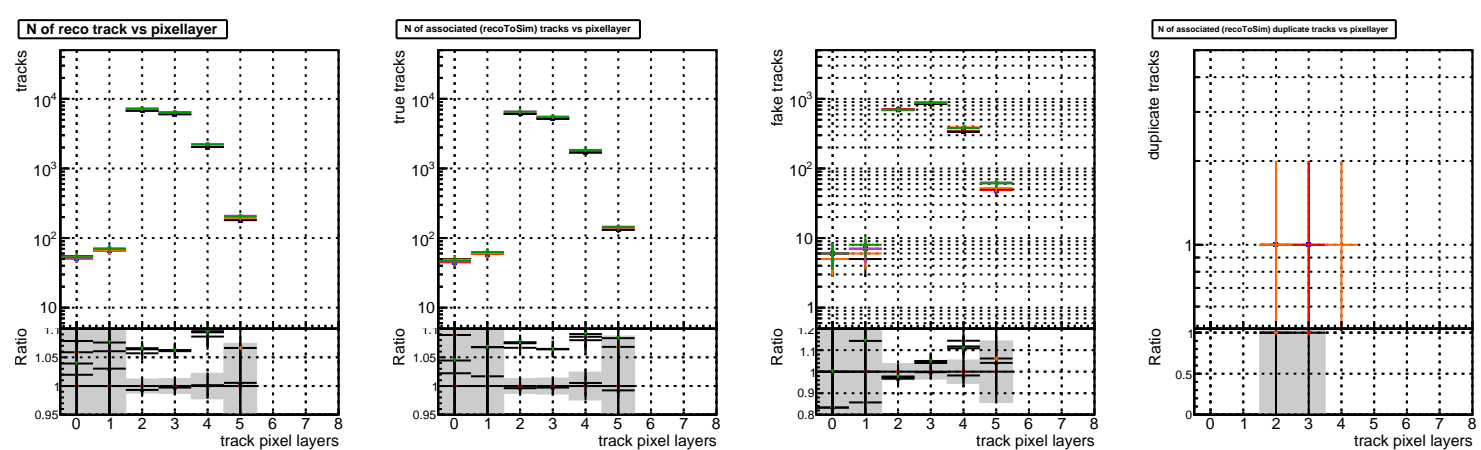 N of reco track vs pixellayer
tracks
10^4
10^3
10^2
10
Ratio
1.1
1.05
1
0.95
0 1 2 3 4 5 6 7 8
track pixel layers
N of associated (recoToSim) tracks vs pixellayer
true tracks
10^4
10^3
10^2
10
Ratio
1.1
1.05
1
0.95
0 1 2 3 4 5 6 7 8
track pixel layers
fake tracks
10^3
10^2
10
1
Ratio
1.2
1.1
1
0.9
0.8
0 1 2 3 4 5 6 7 8
track pixel layers
N of associated (recoToSim) duplicate tracks vs pixellayer
duplicate tracks
1
Ratio
1
0.5
0
0 1 2 3 4 5 6 7 8
track pixel layers